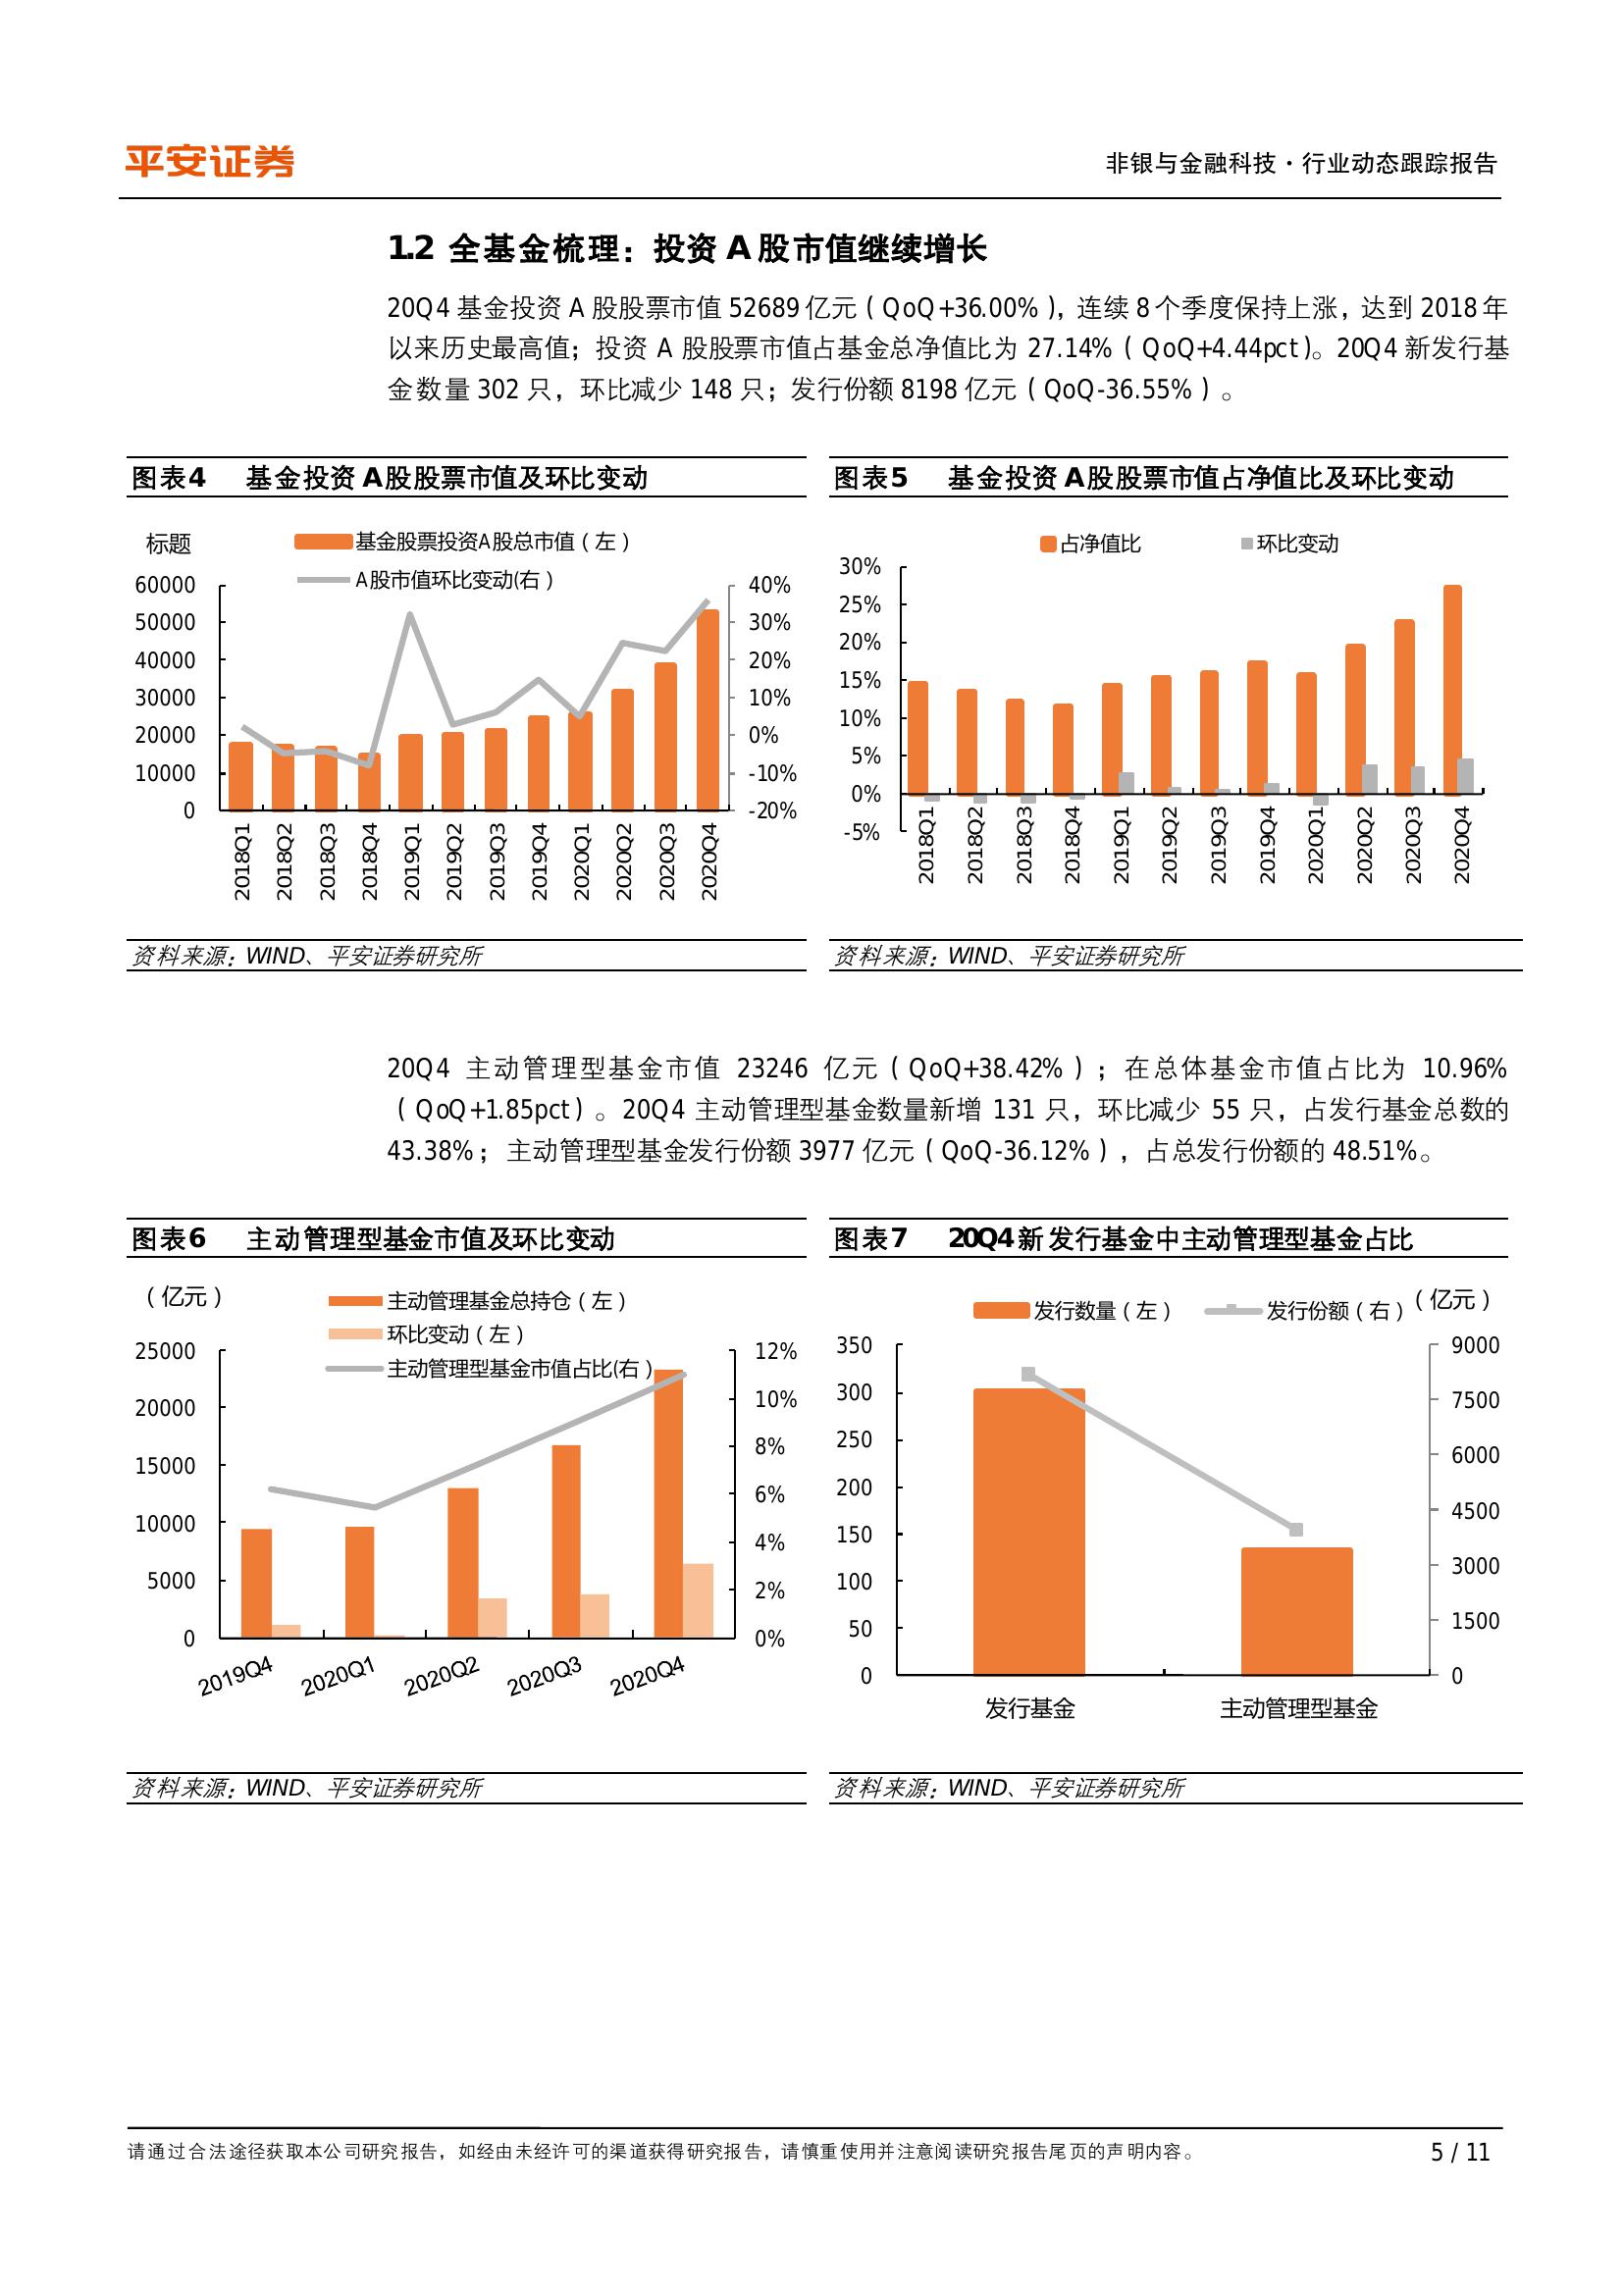 平安证券
非银与金融科技·行业动态跟踪报告
1.2 全基金梳理：投资 A 股市值继续增长
20Q4 基金投资 A 股股票市值 52689 亿元（QoQ+36.00%），连续 8 个季度保持上涨，达到 2018 年
以来历史最高值；投资 A 股股票市值占基金总净值比为 27.14%（QoQ+4.44pct）。20Q4 新发行基
金数量 302 只，环比减少 148 只；发行份额 8198 亿元（QoQ-36.55%）。
图表4 基金投资 A 股股票市值及环比变动
标题
基金股票投资A股总市值（左）
A股市值环比变动(右）
60000
50000
40000
30000
20000
10000
0
40%
30%
20%
10%
0%
-10%
-20%
2018Q1
2018Q2
2018Q3
2018Q4
2019Q1
2019Q2
2019Q3
2019Q4
2020Q1
2020Q2
2020Q3
2020Q4
资料来源：WIND、平安证券研究所
图表5 基金投资 A 股股票市值占净值比及环比变动
占净值比
环比变动
30%
25%
20%
15%
10%
5%
0%
-5%
2018Q1
2018Q2
2018Q3
2018Q4
2019Q1
2019Q2
2019Q3
2019Q4
2020Q1
2020Q2
2020Q3
2020Q4
资料来源：WIND、平安证券研究所
20Q4 主动管理型基金市值 23246 亿元（QoQ+38.42%）；在总体基金市值占比为 10.96%
（QoQ+1.85pct）。20Q4 主动管理型基金数量新增 131 只，环比减少 55 只，占发行基金总数的
43.38%；主动管理型基金发行份额 3977 亿元（QoQ-36.12%），占总发行份额的 48.51%。
图表6 主动管理型基金市值及环比变动
（亿元）
主动管理基金总持仓（左）
环比变动（左）
主动管理型基金市值占比(右）
25000
20000
15000
10000
5000
0
12%
10%
8%
6%
4%
2%
0%
2019Q4
2020Q1
2020Q2
2020Q3
2020Q4
资料来源：WIND、平安证券研究所
图表7 20Q4 新发行基金中主动管理型基金占比
发行数量（左）
发行份额（右）
（亿元）
350
300
250
200
150
100
50
0
9000
7500
6000
4500
3000
1500
0
发行基金
主动管理型基金
资料来源：WIND、平安证券研究所
请通过合法途径获取本公司研究报告，如经由未经许可的渠道获得研究报告，请慎重使用并注意阅读研究报告尾页的声明内容。
5 / 11